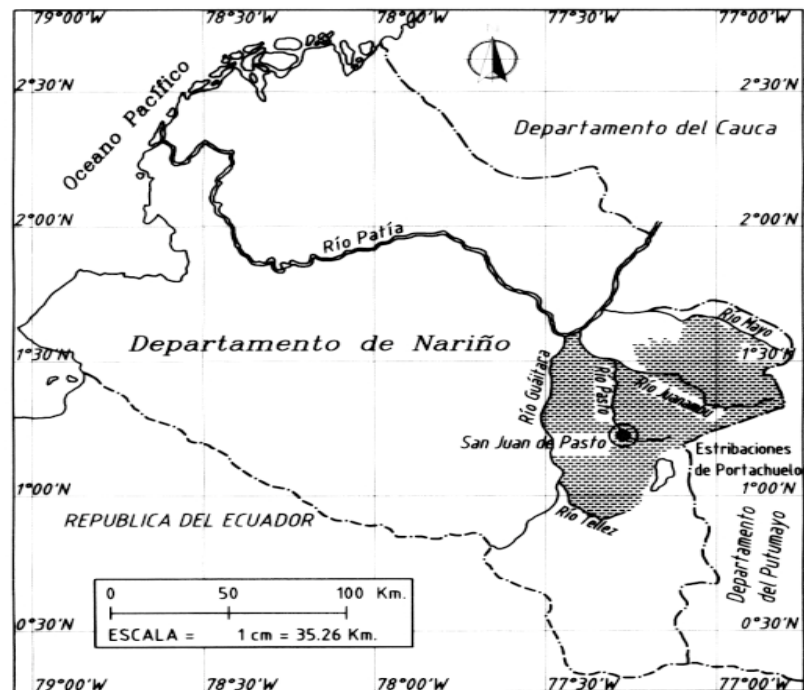 79°00'W 78°30'W 78°00'W 77°30'W 77°00'W
2°30'N 2°30'N
Oceano Pacífico
Departamento del Cauca
2°00'N 2°00'N
Río Patía
Río Mayo
Departamento de Nariño
1°30'N 1°30'N
Río Guáitara
Río Pasto
Río Juanambú
San Juan de Pasto
Estribaciones
de Portachuelo
1°00'N 1°00'N
REPUBLICA DEL ECUADOR
Río Tellez
Departamento
del Putumayo
0 50 100 Km.
ESCALA = 1 cm = 35.26 Km.
0°30'N 0°30'N
79°00'W 78°30'W 78°00'W 77°30'W 77°00'W